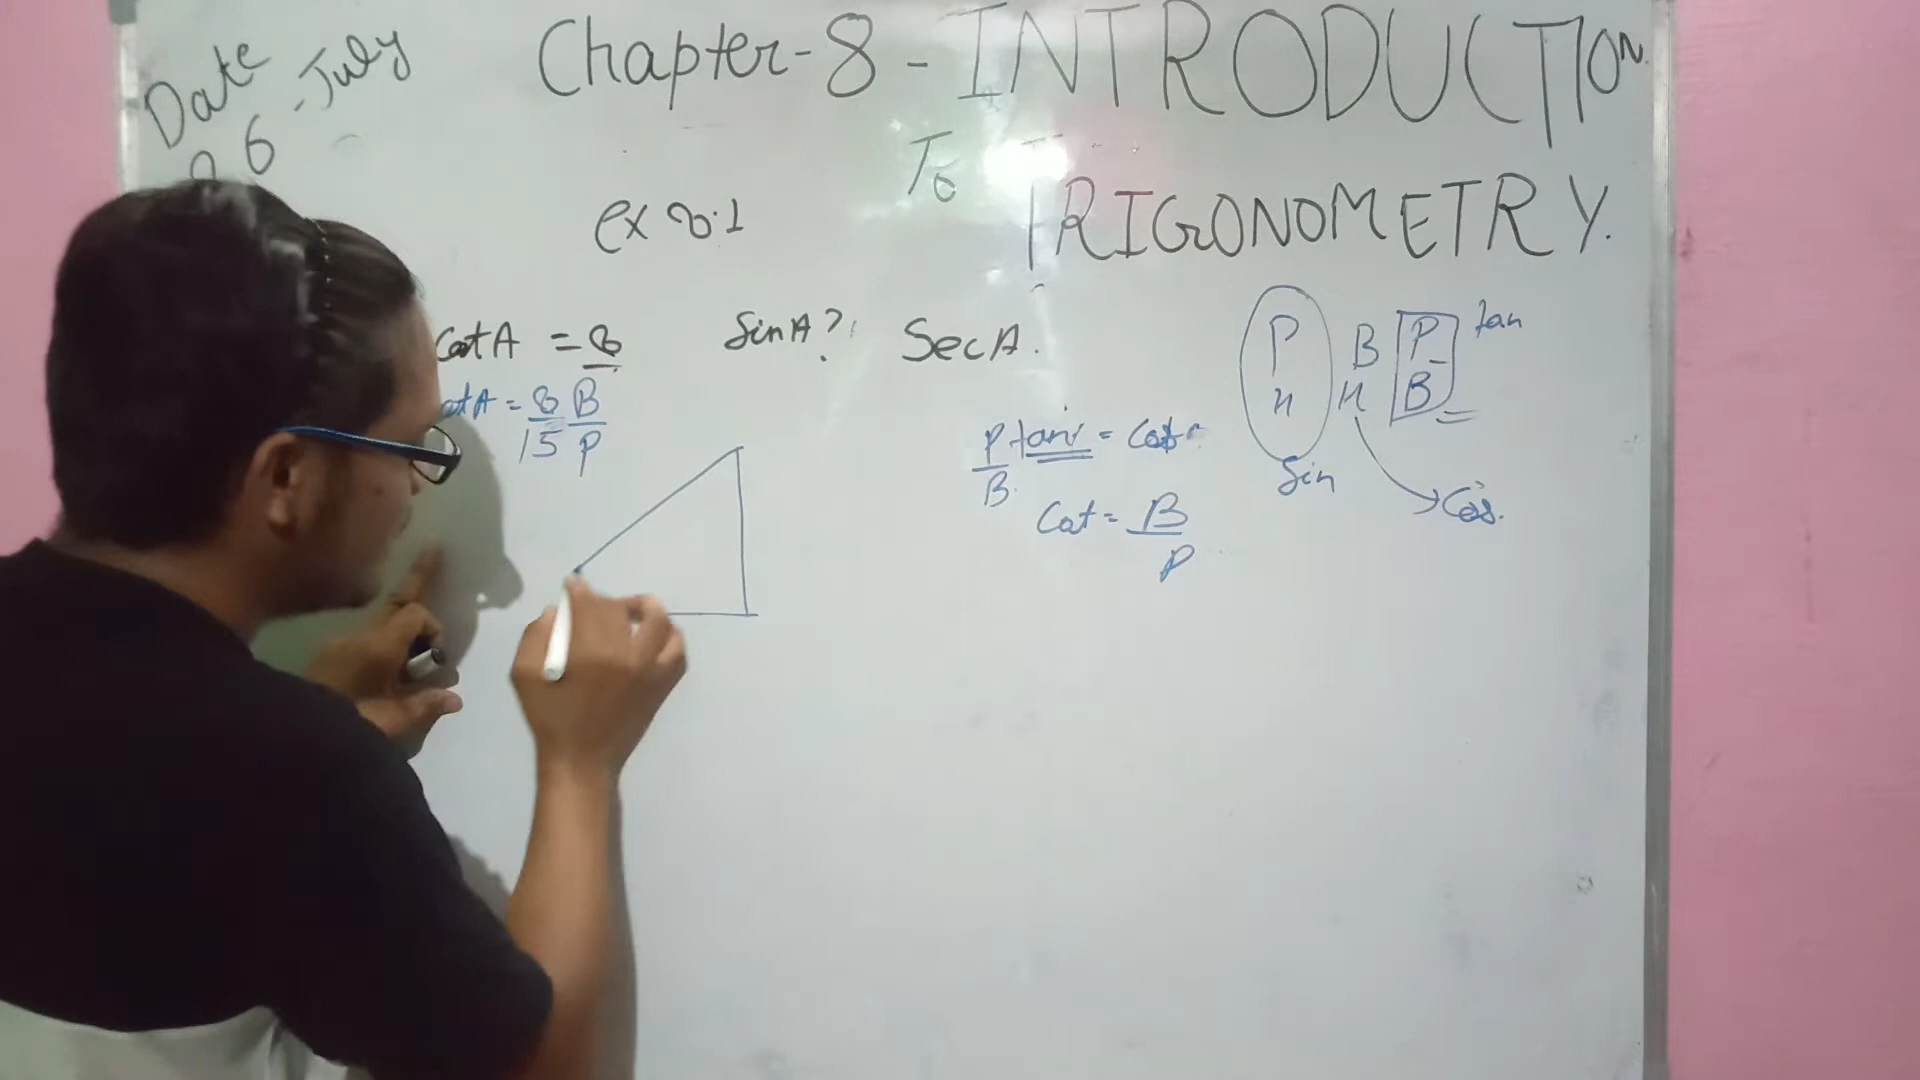 Date
26 - July
Chapter-8 - INTRODUCTION
To TRIGONOMETRY.
ex 8.1
cotA = 8 SinA? SecA.
cotA = 8 B
15 P
P B P tan
H H B
Sin Cos.
P tan = Cot
B.
Cot = B
P